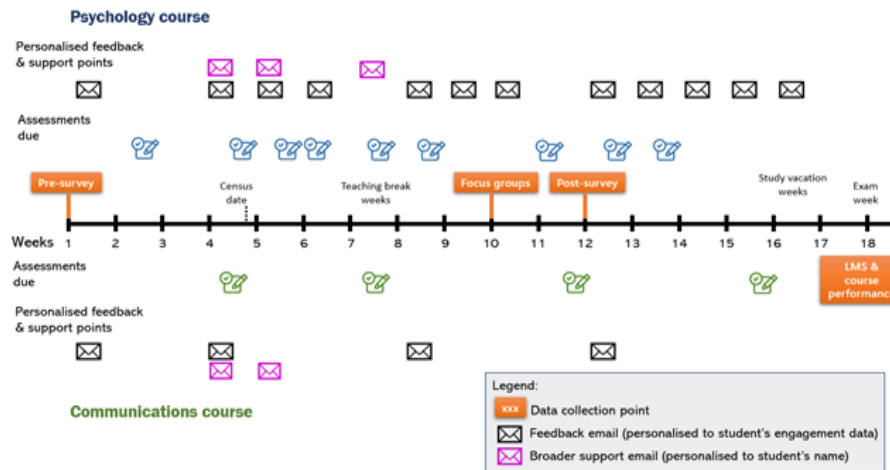 Psychology course
Personalised feedback
& support points
Assessments
due
Pre-survey
Census
date
Teaching break
weeks
Focus groups
Post-survey
Study vacation
weeks
Exam
week
Weeks 1 2 3 4 5 6 7 8 9 10 11 12 13 14 15 16 17 18
Assessments
due
LMS &
course
performance
Personalised feedback
& support points
Communications course
Legend:
xxx Data collection point
Feedback email (personalised to student's engagement data)
Broader support email (personalised to student's name)